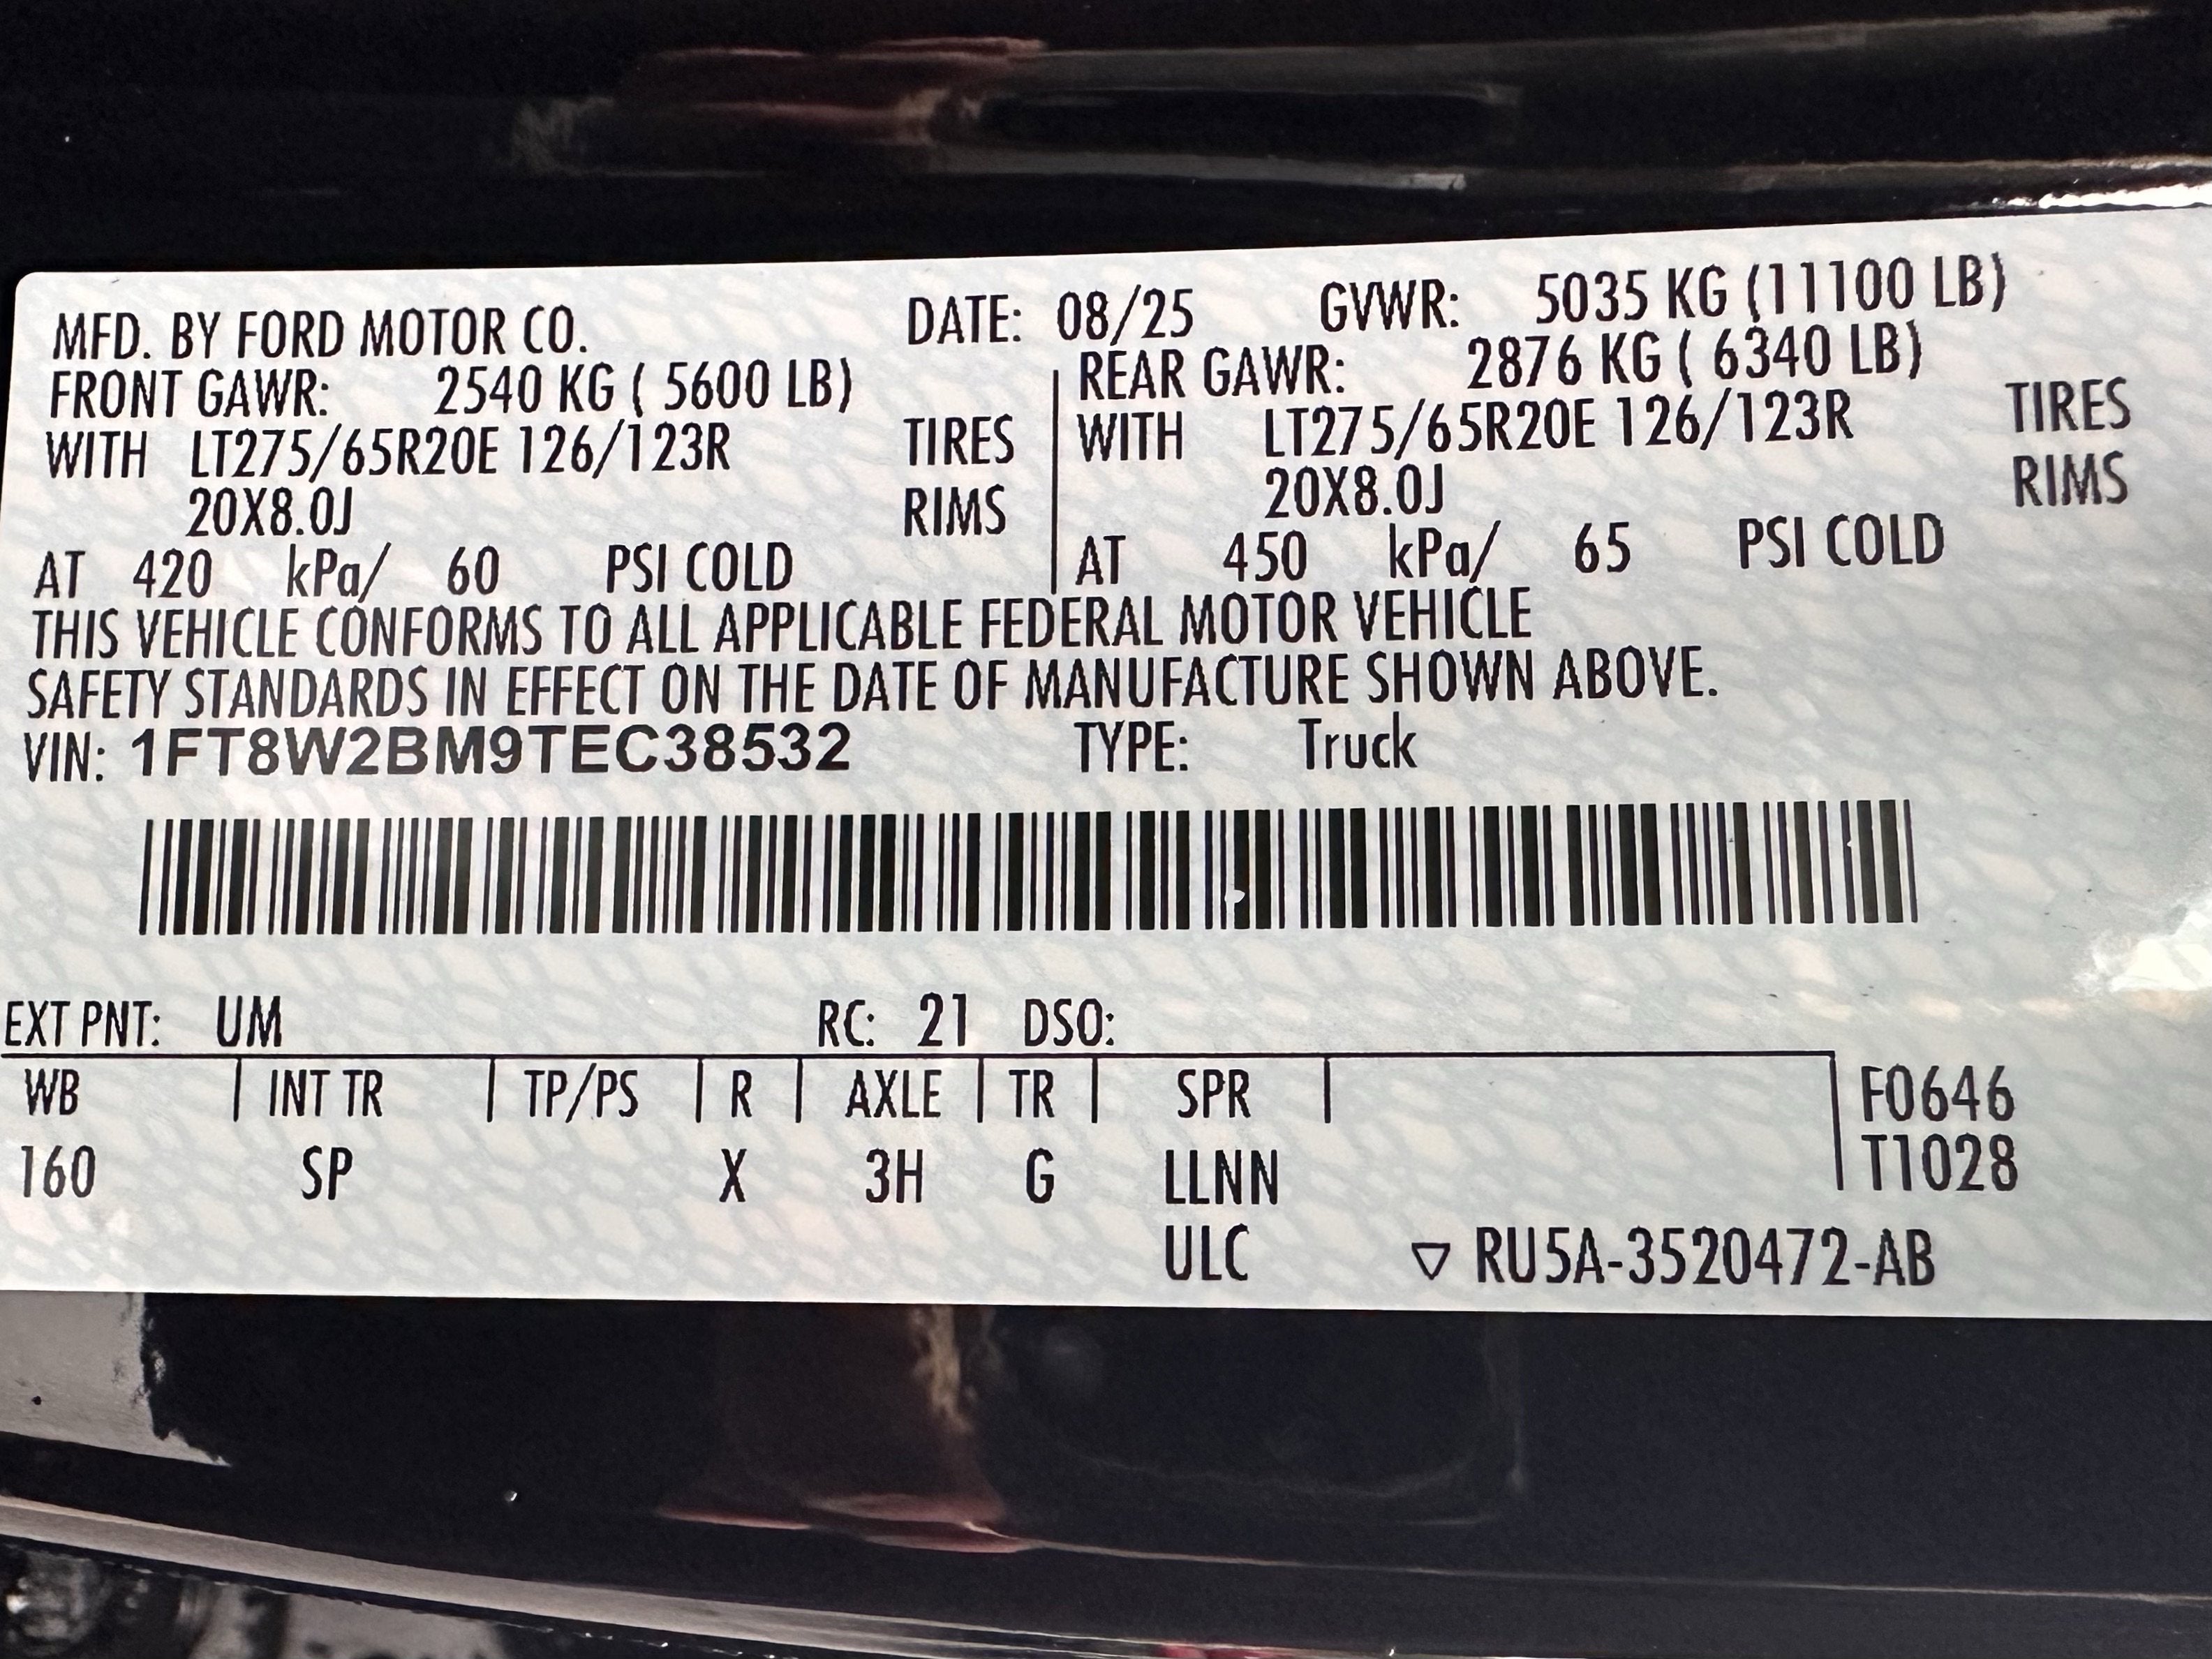 MFD. BY FORD MOTOR CO. DATE: 08/25 GVWR: 5035 KG (11100 LB)
FRONT GAWR: 2540 KG ( 5600 LB) REAR GAWR: 2876 KG ( 6340 LB)
WITH LT275/65R20E 126/123R TIRES WITH LT275/65R20E 126/123R TIRES
20X8.0J RIMS 20X8.0J RIMS
AT 420 kPa/ 60 PSI COLD AT 450 kPa/ 65 PSI COLD
THIS VEHICLE CONFORMS TO ALL APPLICABLE FEDERAL MOTOR VEHICLE
SAFETY STANDARDS IN EFFECT ON THE DATE OF MANUFACTURE SHOWN ABOVE.
VIN: 1FT8W2BM9TEC38532 TYPE: Truck
EXT PNT: UM RC: 21 DSO:
WB INT TR TP/PS R AXLE TR SPR F0646
160 SP X 3H G LLNN T1028
ULC ▽ RU5A-3520472-AB